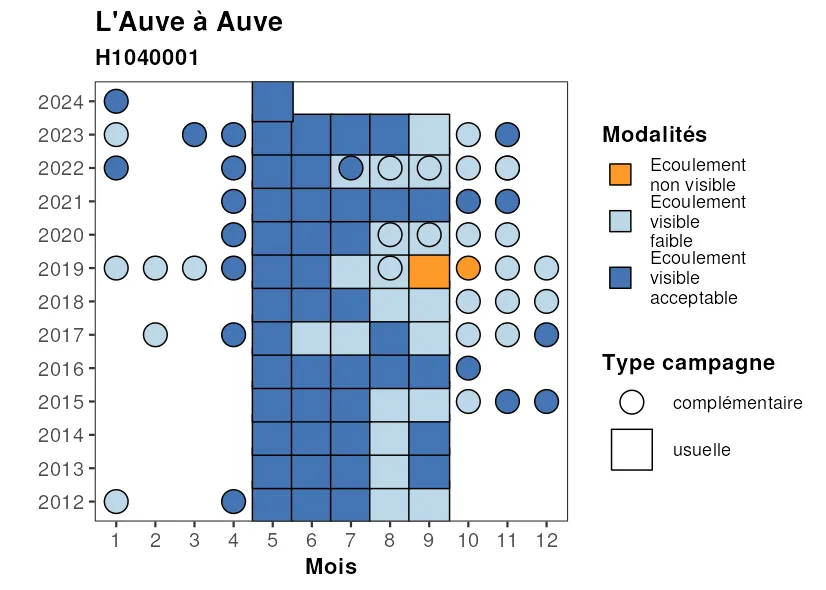 L'Auve à Auve
H1040001
2024
2023
2022
2021
2020
2019
2018
2017
2016
2015
2014
2013
2012
1 2 3 4 5 6 7 8 9 10 11 12
Mois
Modalités
Ecoulement
non visible
Ecoulement
visible
faible
Ecoulement
visible
acceptable
Type campagne
complémentaire
usuelle